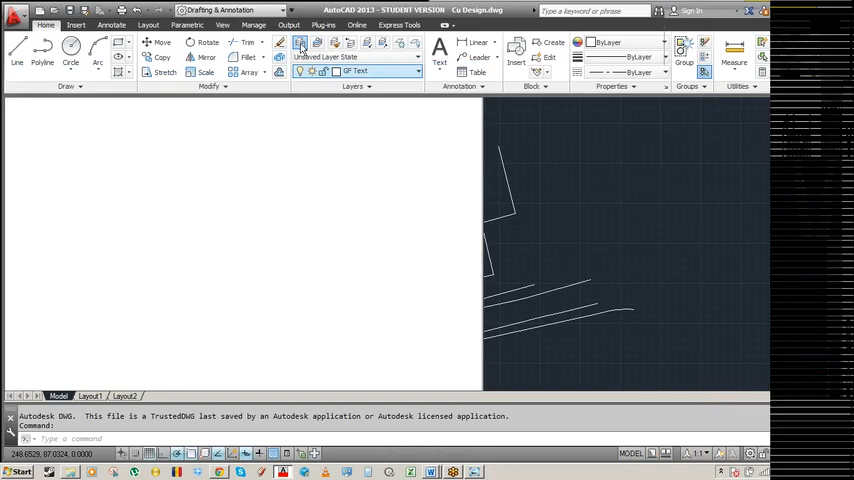 Drafting & Annotation
AutoCAD 2013 - STUDENT VERSION Cu Design.dwg
Type a keyword or phrase
Sign In
Home Insert Annotate Layout Parametric View Manage Output Plug-ins Online Express Tools
Line Polyline Circle Arc
Move Rotate Trim
Copy Mirror Fillet
Stretch Scale Array
Unsaved Layer State
GF Text
Text
Linear
Leader
Table
Insert
Create
ByLayer
ByLayer
ByLayer
Group
Utilities
Draw Modify Layers Annotation Block Properties Groups Utilities
Model Layout1 Layout2
Autodesk DWG. This file is a TrustedDWG last saved by an Autodesk application or Autodesk licensed application.
Command:
Type a command
248.6529, 87.0324, 0.0000
MODEL
1:1
Start